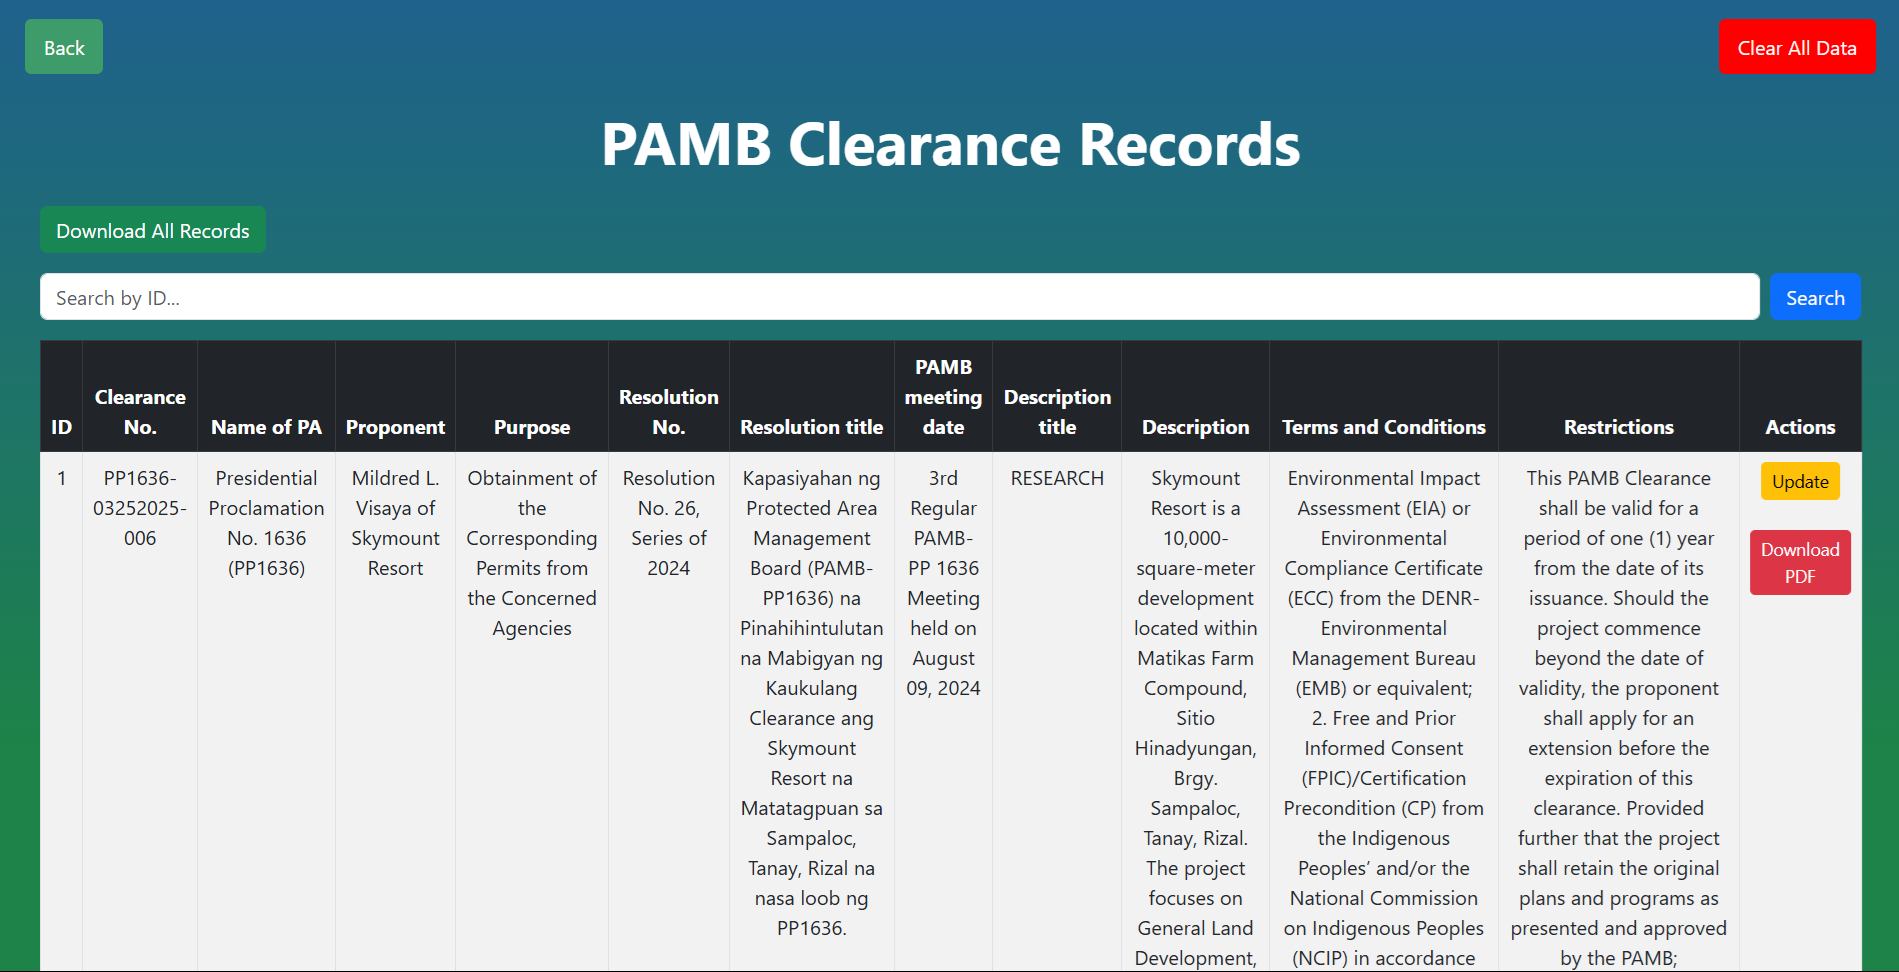 Back
Clear All Data
PAMB Clearance Records
Download All Records
Search by ID...
Search
ID
Clearance
No.
Name of PA
Proponent
Purpose
Resolution
No.
Resolution title
PAMB
meeting
date
Description
title
Description
Terms and Conditions
Restrictions
Actions
1
PP1636-
03252025-
006
Presidential
Proclamation
No. 1636
(PP1636)
Mildred L.
Visaya of
Skymount
Resort
Obtainment of
the
Corresponding
Permits from
the Concerned
Agencies
Resolution
No. 26,
Series of
2024
Kapasiyahan ng
Protected Area
Management
Board (PAMB-
PP1636) na
Pinahihintulutan
na Mabigyan ng
Kaukulang
Clearance ang
Skymount
Resort na
Matatagpuan sa
Sampaloc,
Tanay, Rizal na
nasa loob ng
PP1636.
3rd
Regular
PAMB-
PP 1636
Meeting
held on
August
09, 2024
RESEARCH
Skymount
Resort is a
10,000-
square-meter
development
located within
Matikas Farm
Compound,
Sitio
Hinadyungan,
Brgy.
Sampaloc,
Tanay, Rizal.
The project
focuses on
General Land
Development,
Environmental Impact
Assessment (EIA) or
Environmental
Compliance Certificate
(ECC) from the DENR-
Environmental
Management Bureau
(EMB) or equivalent;
2. Free and Prior
Informed Consent
(FPIC)/Certification
Precondition (CP) from
the Indigenous
Peoples’ and/or the
National Commission
on Indigenous Peoples
(NCIP) in accordance
This PAMB Clearance
shall be valid for a
period of one (1) year
from the date of its
issuance. Should the
project commence
beyond the date of
validity, the proponent
shall apply for an
extension before the
expiration of this
clearance. Provided
further that the project
shall retain the original
plans and programs as
presented and approved
by the PAMB;
Update
Download
PDF